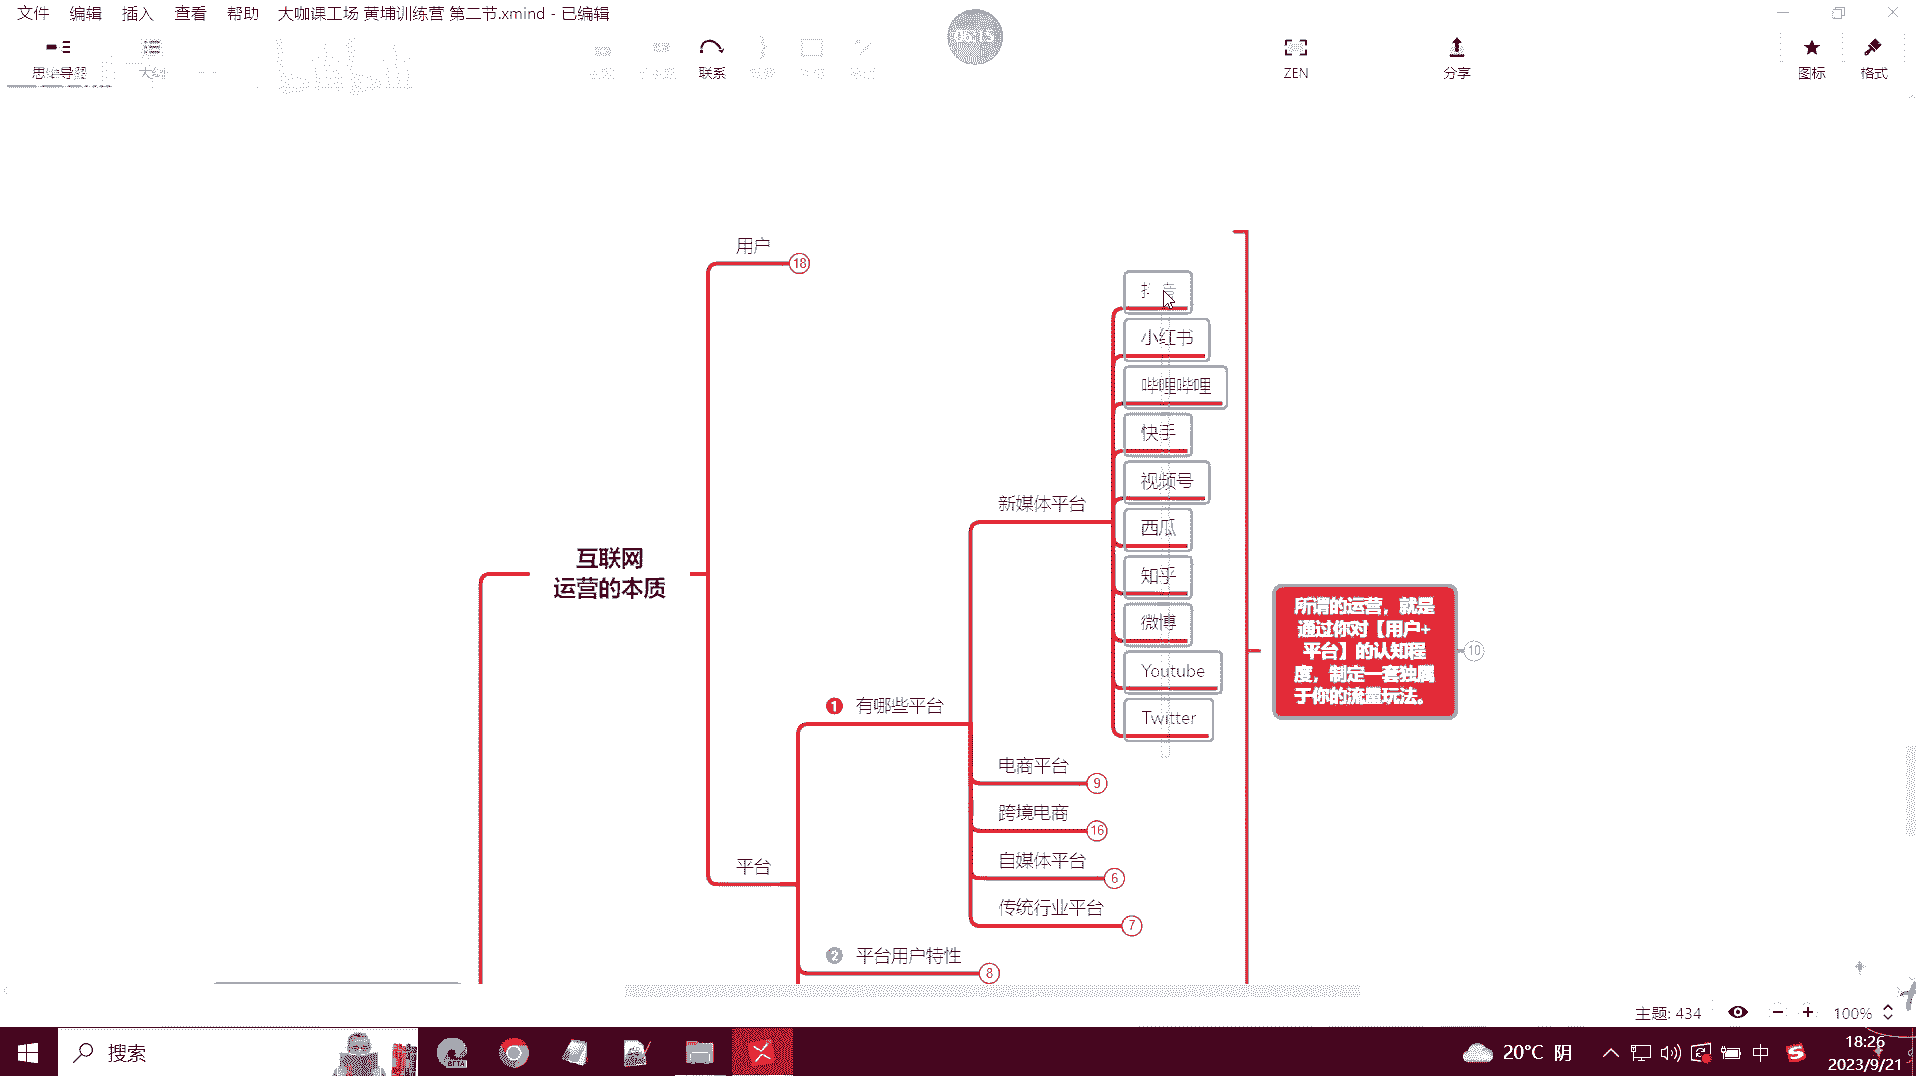 文件 编辑 插入 查看 帮助 大咖课工场 黄埔训练营 第二节.xmind - 已编辑
思维导图
大纲
联系
06:15
ZEN
分享
图标
格式
用户
18
小红书
哔哩哔哩
快手
视频号
西瓜
知乎
微博
Youtube
Twitter
新媒体平台
互联网
运营的本质
所谓的运营，就是
通过你对【用户+
平台】的认知程
度，制定一套独属
于你的流量玩法。
10
1 有哪些平台
电商平台
9
跨境电商
16
自媒体平台
6
传统行业平台
7
平台
2 平台用户特性
8
主题: 434
100%
搜索
BETA
20°C 阴
中
18:26
2023/9/21